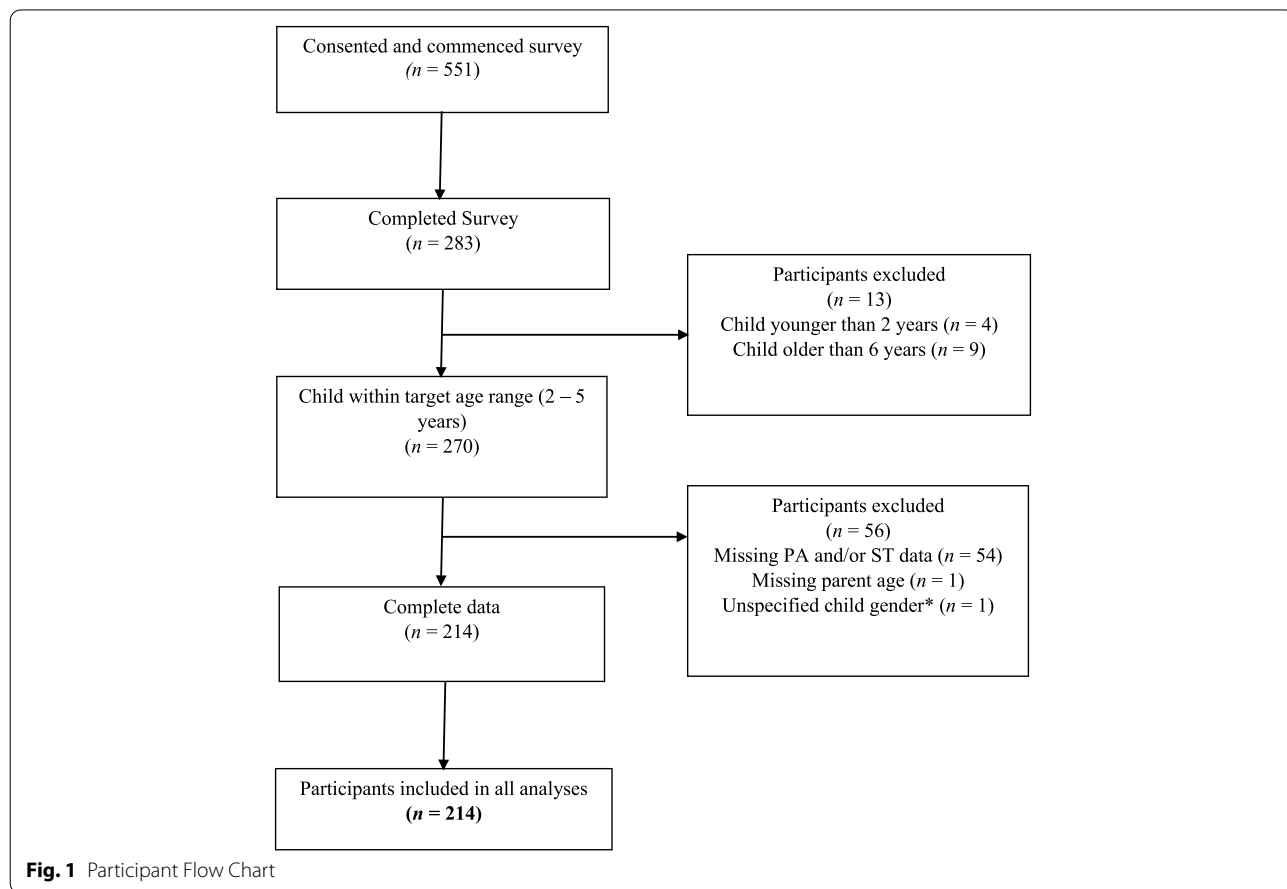 Consented and commenced survey
(n = 551)
Completed Survey
(n = 283)
Participants excluded
(n = 13)
Child younger than 2 years (n = 4)
Child older than 6 years (n = 9)
Child within target age range (2 – 5
years)
(n = 270)
Participants excluded
(n = 56)
Missing PA and/or ST data (n = 54)
Missing parent age (n = 1)
Unspecified child gender* (n = 1)
Complete data
(n = 214)
Participants included in all analyses
(n = 214)
Fig. 1 Participant Flow Chart